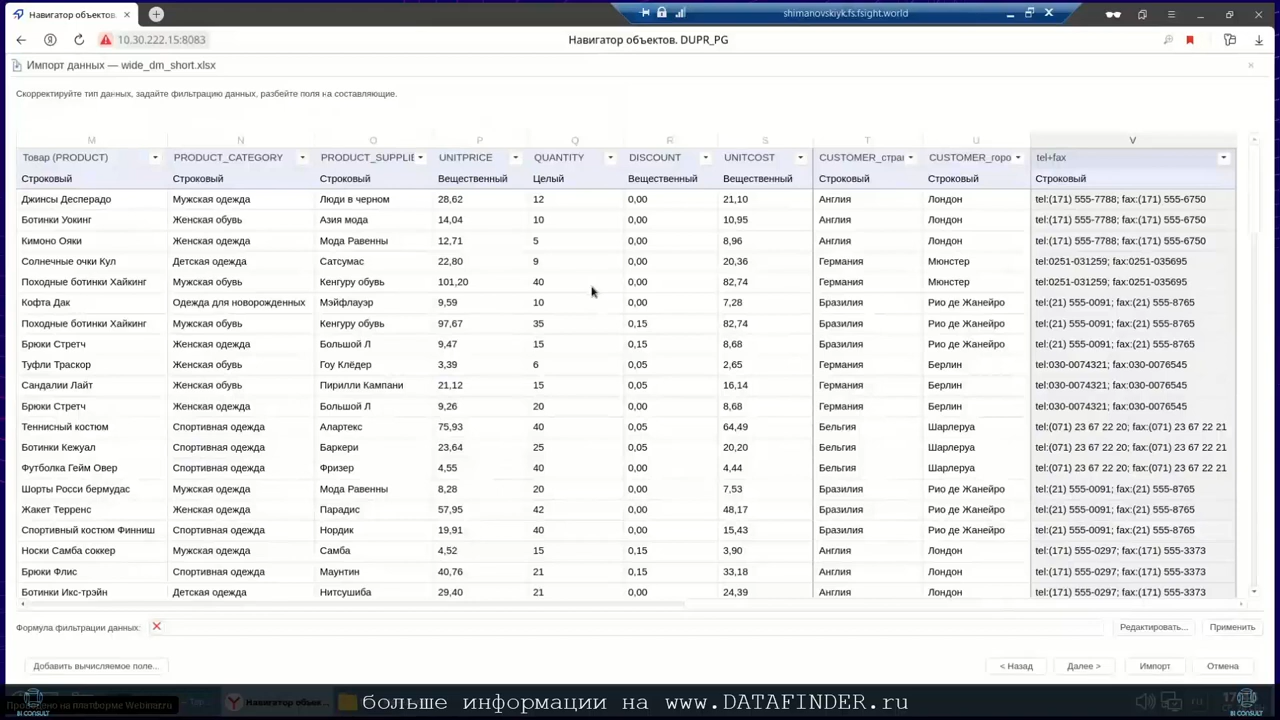 Навигатор объектов.
shimanovskiyk.fs.fsight.world
10.30.222.15:8083
Навигатор объектов. DUPR_PG
Импорт данных — wide_dm_short.xlsx
Скорректируйте тип данных, задайте фильтрацию данных, разбейте поля на составляющие.
M N O P Q R S T U V
Товар (PRODUCT) PRODUCT_CATEGORY PRODUCT_SUPPLIE UNITPRICE QUANTITY DISCOUNT UNITCOST CUSTOMER_стран CUSTOMER_горо tel+fax
Строковый Строковый Строковый Вещественный Целый Вещественный Вещественный Строковый Строковый Строковый
Джинсы Десперадо Мужская одежда Люди в черном 28,62 12 0,00 21,10 Англия Лондон tel:(171) 555-7788; fax:(171) 555-6750
Ботинки Уокинг Женская обувь Азия мода 14,04 10 0,00 10,95 Англия Лондон tel:(171) 555-7788; fax:(171) 555-6750
Кимоно Ояки Женская одежда Мода Равенны 12,71 5 0,00 8,96 Англия Лондон tel:(171) 555-7788; fax:(171) 555-6750
Солнечные очки Кул Детская одежда Сатсумас 22,80 9 0,00 20,36 Германия Мюнстер tel:0251-031259; fax:0251-035695
Походные ботинки Хайкинг Мужская обувь Кенгуру обувь 101,20 40 0,00 82,74 Германия Мюнстер tel:0251-031259; fax:0251-035695
Кофта Дак Одежда для новорожденных Мэйфлауэр 9,59 10 0,00 7,28 Бразилия Рио де Жанейро tel:(21) 555-0091; fax:(21) 555-8765
Походные ботинки Хайкинг Мужская обувь Кенгуру обувь 97,67 35 0,15 82,74 Бразилия Рио де Жанейро tel:(21) 555-0091; fax:(21) 555-8765
Брюки Стретч Женская одежда Большой Л 9,47 15 0,15 8,68 Бразилия Рио де Жанейро tel:(21) 555-0091; fax:(21) 555-8765
Туфли Траскор Женская обувь Гоу Клёдер 3,39 6 0,05 2,65 Германия Берлин tel:030-0074321; fax:030-0076545
Сандалии Лайт Женская обувь Пирилли Кампани 21,12 15 0,05 16,14 Германия Берлин tel:030-0074321; fax:030-0076545
Брюки Стретч Женская одежда Большой Л 9,26 20 0,00 8,68 Германия Берлин tel:030-0074321; fax:030-0076545
Теннисный костюм Спортивная одежда Алартекс 75,93 40 0,05 64,49 Бельгия Шарлеруа tel:(071) 23 67 22 20; fax:(071) 23 67 22 21
Ботинки Кежуал Спортивная одежда Баркери 23,64 25 0,05 20,20 Бельгия Шарлеруа tel:(071) 23 67 22 20; fax:(071) 23 67 22 21
Футболка Гейм Овер Спортивная одежда Фризер 4,55 40 0,00 4,44 Бельгия Шарлеруа tel:(071) 23 67 22 20; fax:(071) 23 67 22 21
Шорты Росси бермудас Мужская одежда Мода Равенны 8,28 20 0,00 7,53 Бразилия Рио де Жанейро tel:(21) 555-0091; fax:(21) 555-8765
Жакет Терренс Мужская одежда Парадис 57,95 42 0,00 48,17 Бразилия Рио де Жанейро tel:(21) 555-0091; fax:(21) 555-8765
Спортивный костюм Финниш Спортивная одежда Нордик 19,91 40 0,00 15,43 Бразилия Рио де Жанейро tel:(21) 555-0091; fax:(21) 555-8765
Носки Самба соккер Мужская одежда Самба 4,52 15 0,15 3,90 Англия Лондон tel:(171) 555-0297; fax:(171) 555-3373
Брюки Флис Спортивная одежда Маунтин 40,76 21 0,15 33,18 Англия Лондон tel:(171) 555-0297; fax:(171) 555-3373
Ботинки Икс-трэйн Детская одежда Нитсушиба 29,40 21 0,00 24,39 Англия Лондон tel:(171) 555-0297; fax:(171) 555-3373
Формула фильтрации данных: Редактировать... Применить
Добавить вычисляемое поле... < Назад Далее > Импорт Отмена
Проведено на платформе Webinar.ru
Навигатор объек
больше информации на www.DATAFINDER.ru
IN CONSULT
IN CONSULT